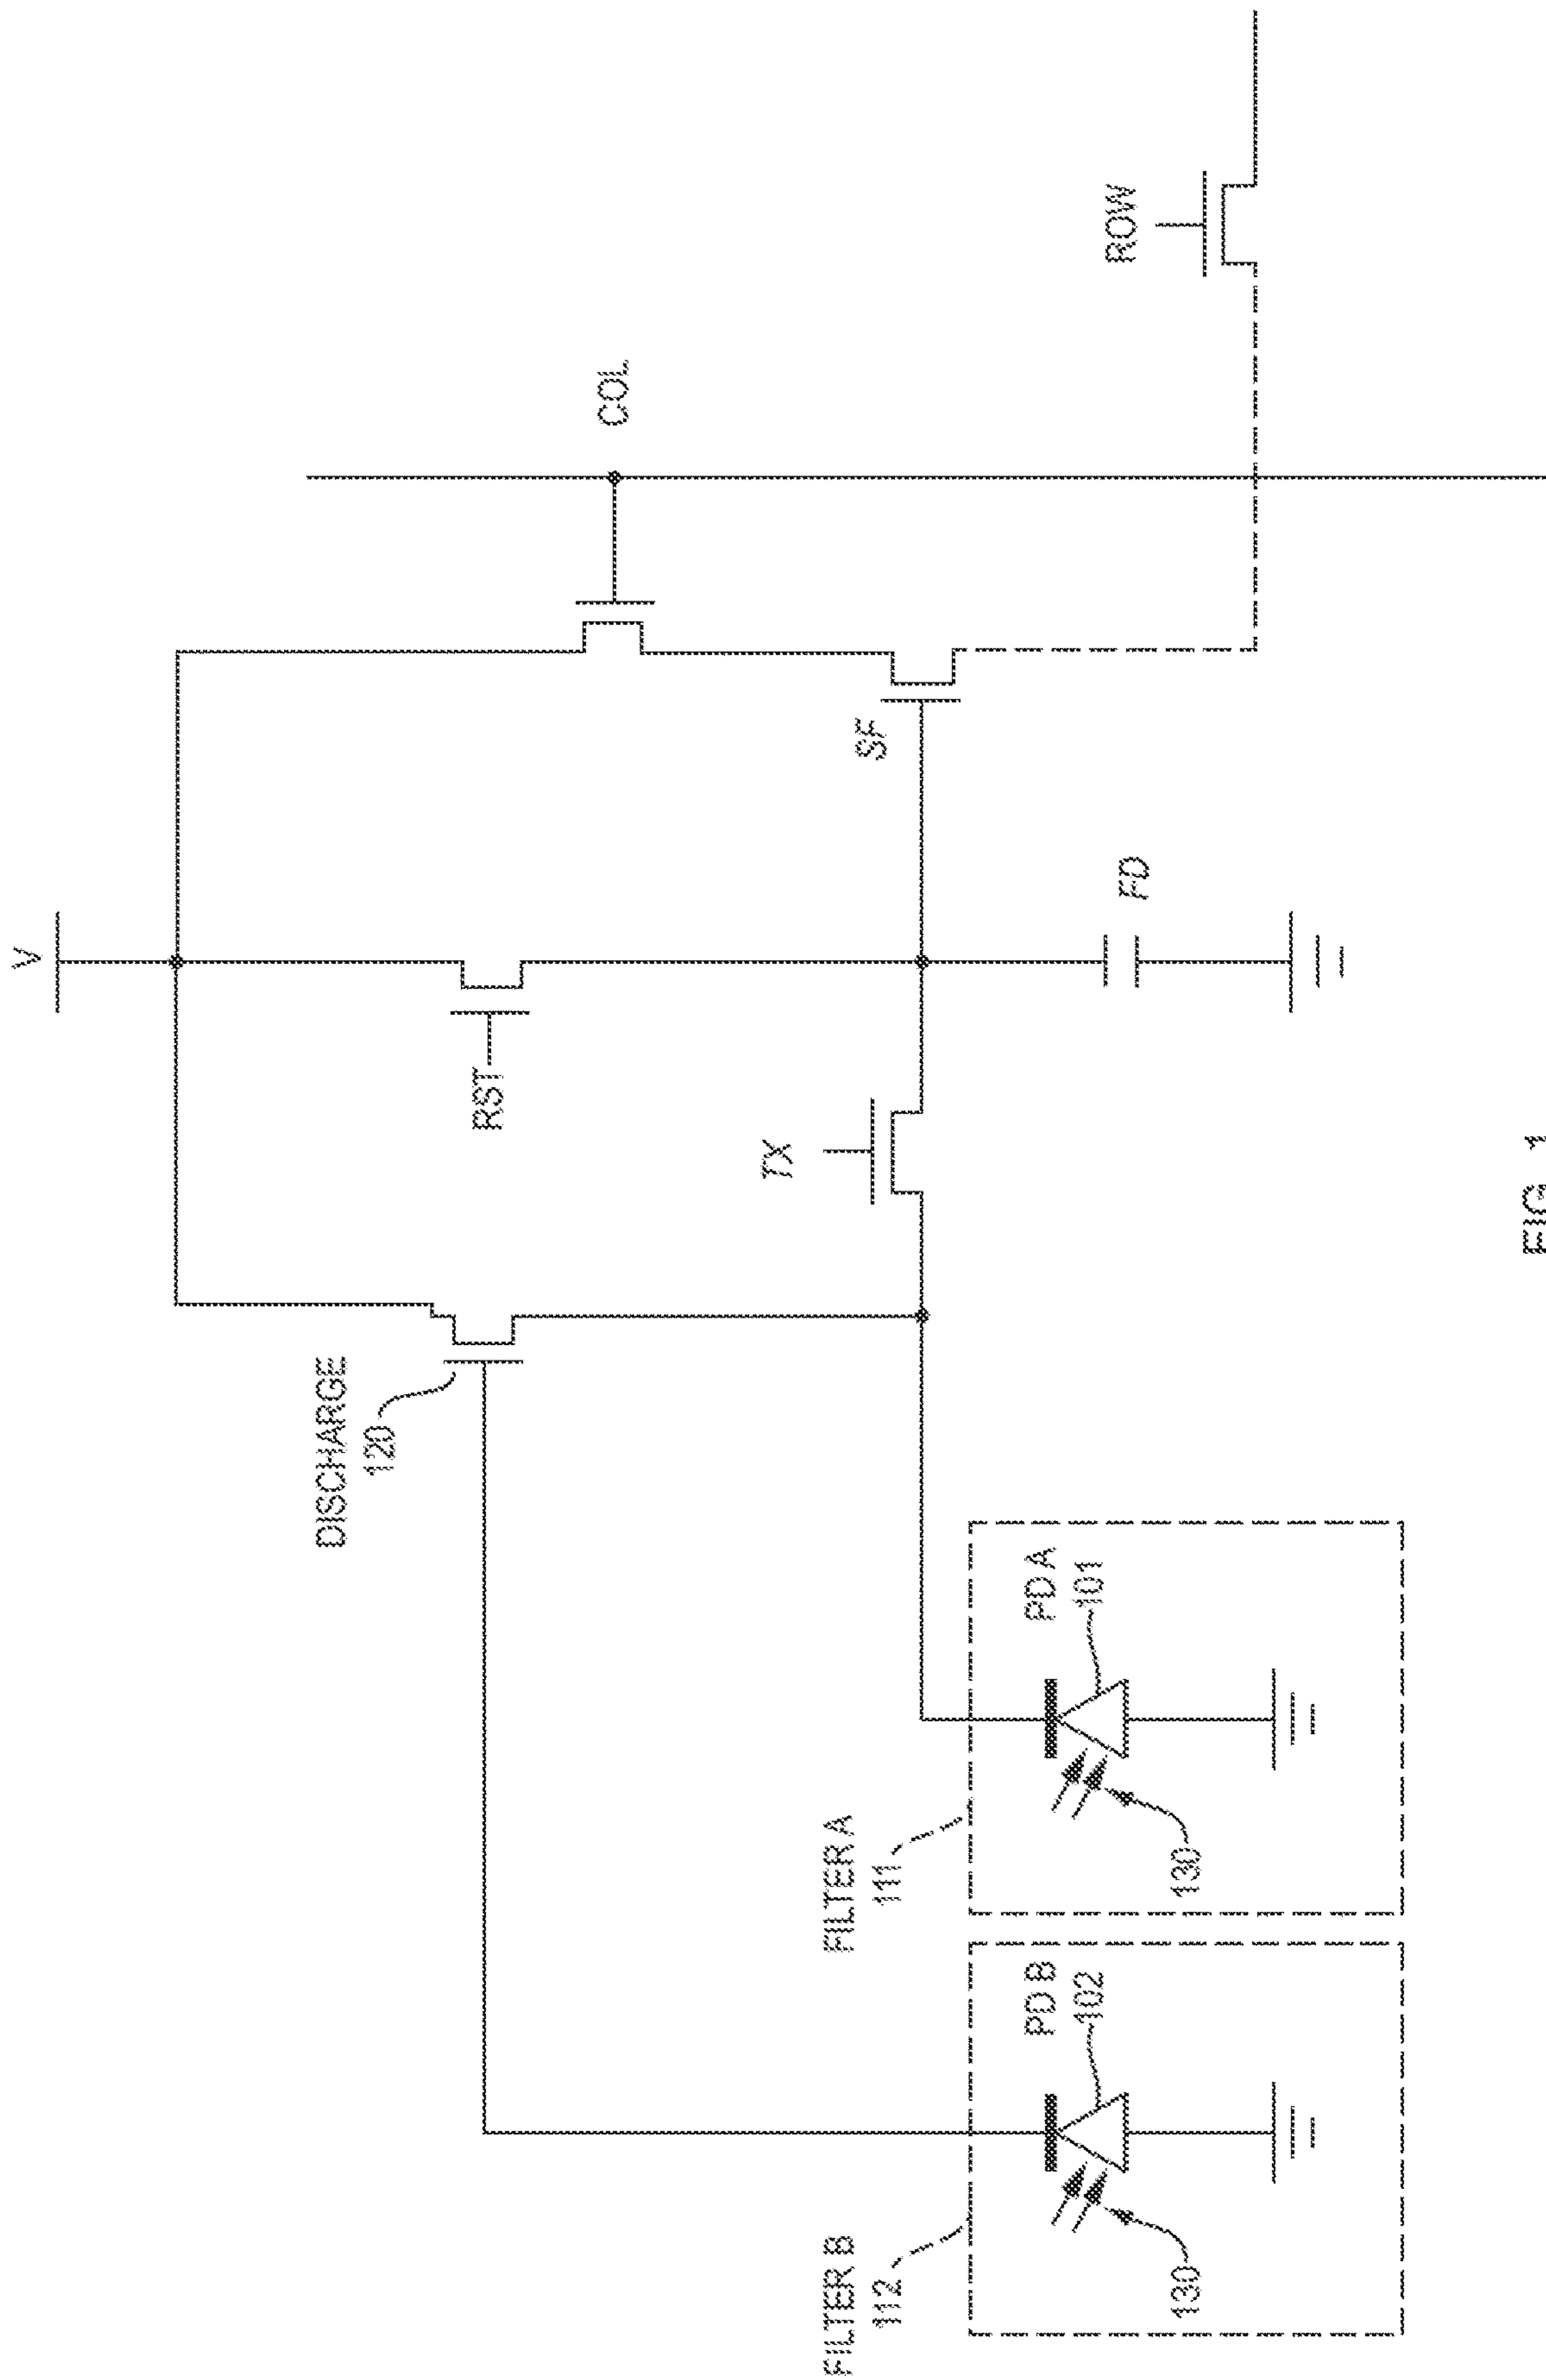 V
COL
ROW
DISCHARGE
120
RST
SF
TX
FD
FILTER B
112
FILTER A
111
PD B
102
PD A
101
130
130
FIG. 1